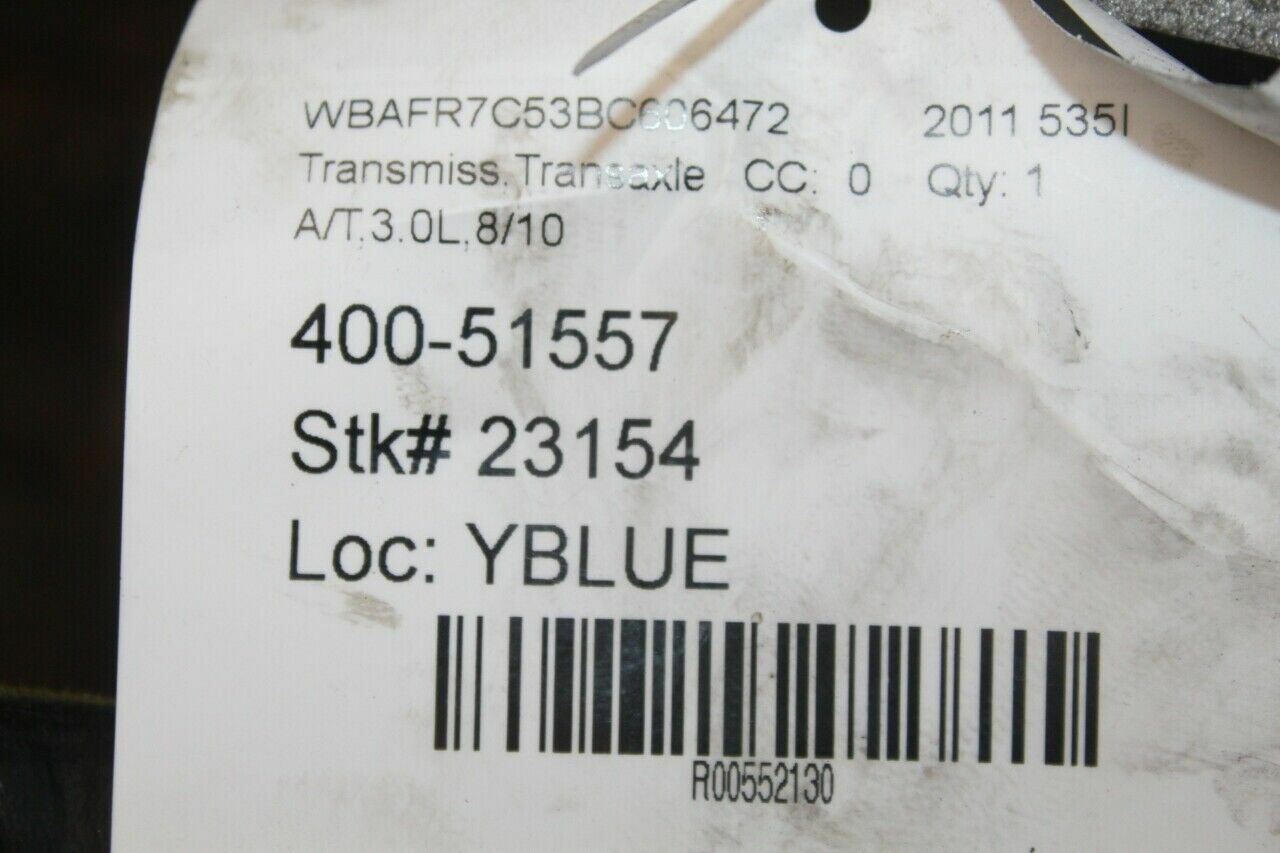 WBAFR7C53BC606472 2011 535I
Transmiss,Transaxle CC: 0 Qty: 1
A/T,3.0L,8/10
400-51557
Stk# 23154
Loc: YBLUE
R00552130